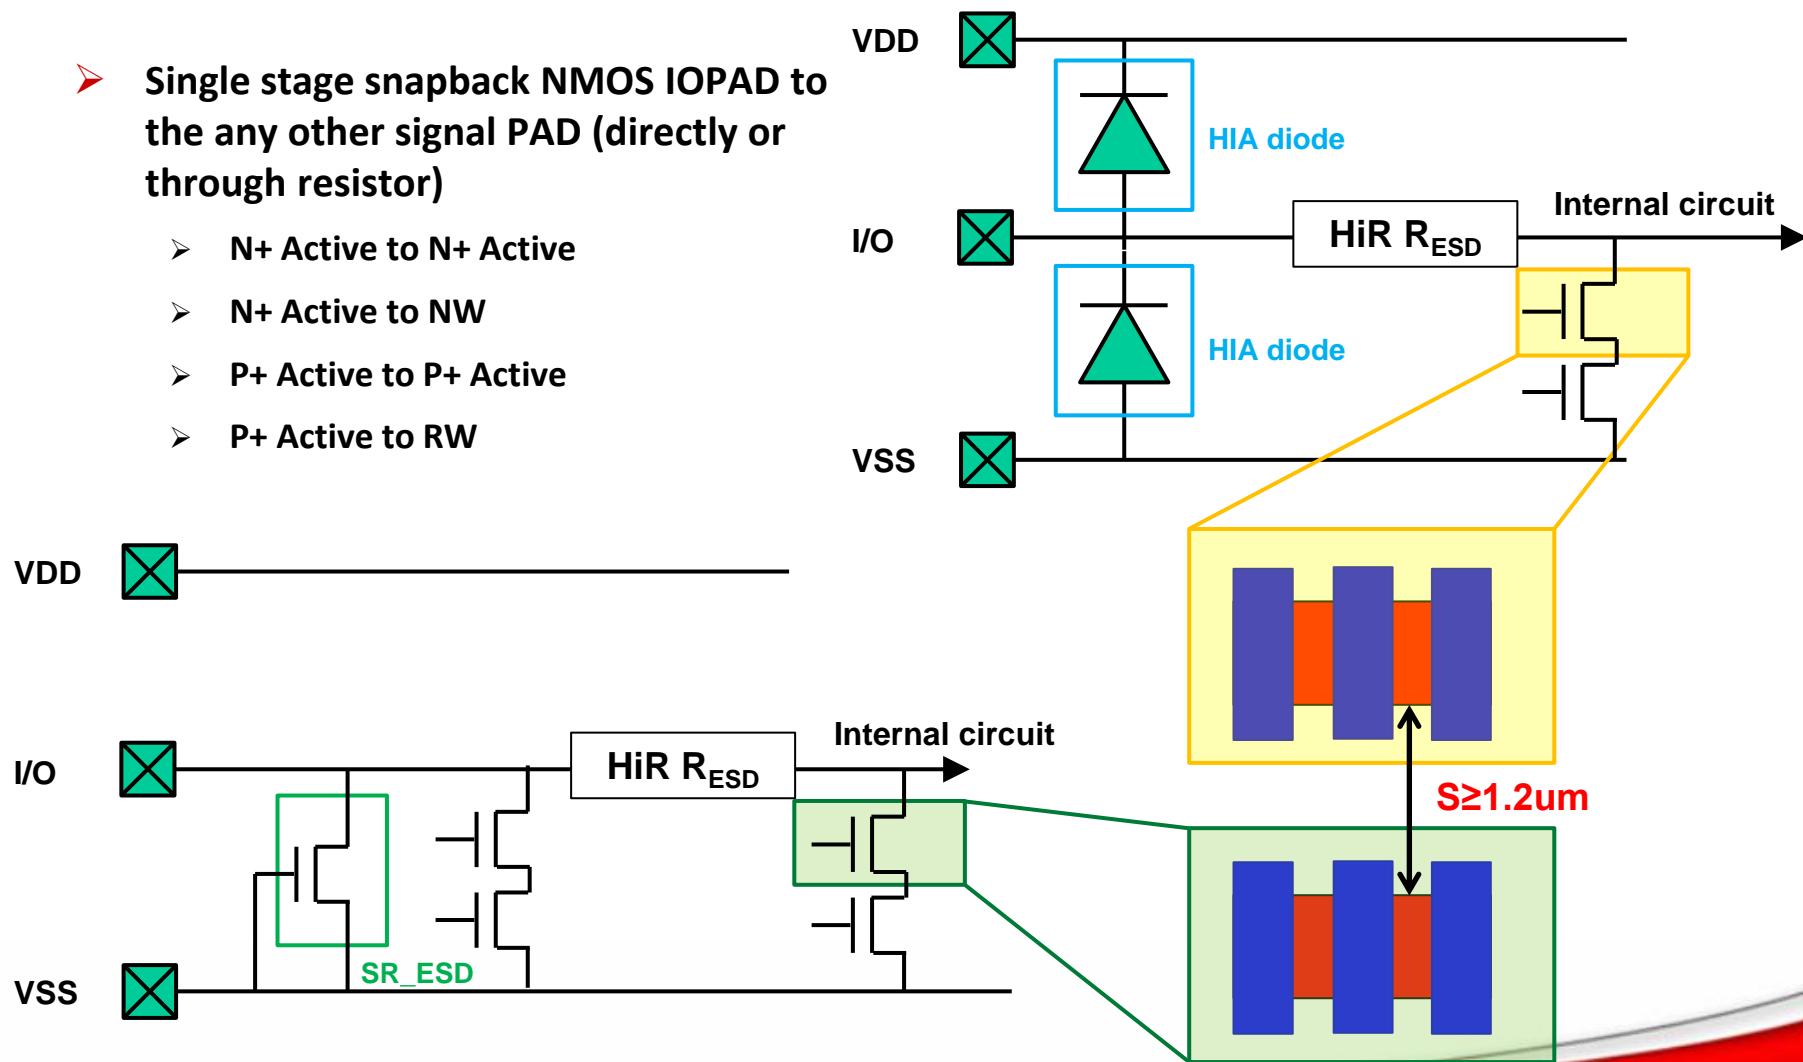 Single stage snapback NMOS IOPAD to
the any other signal PAD (directly or
through resistor)
N+ Active to N+ Active
N+ Active to NW
P+ Active to P+ Active
P+ Active to RW
VDD
HIA diode
I/O
HiR RESD
Internal circuit
HIA diode
VSS
VDD
I/O
HiR RESD
Internal circuit
SR_ESD
VSS
S≥1.2um